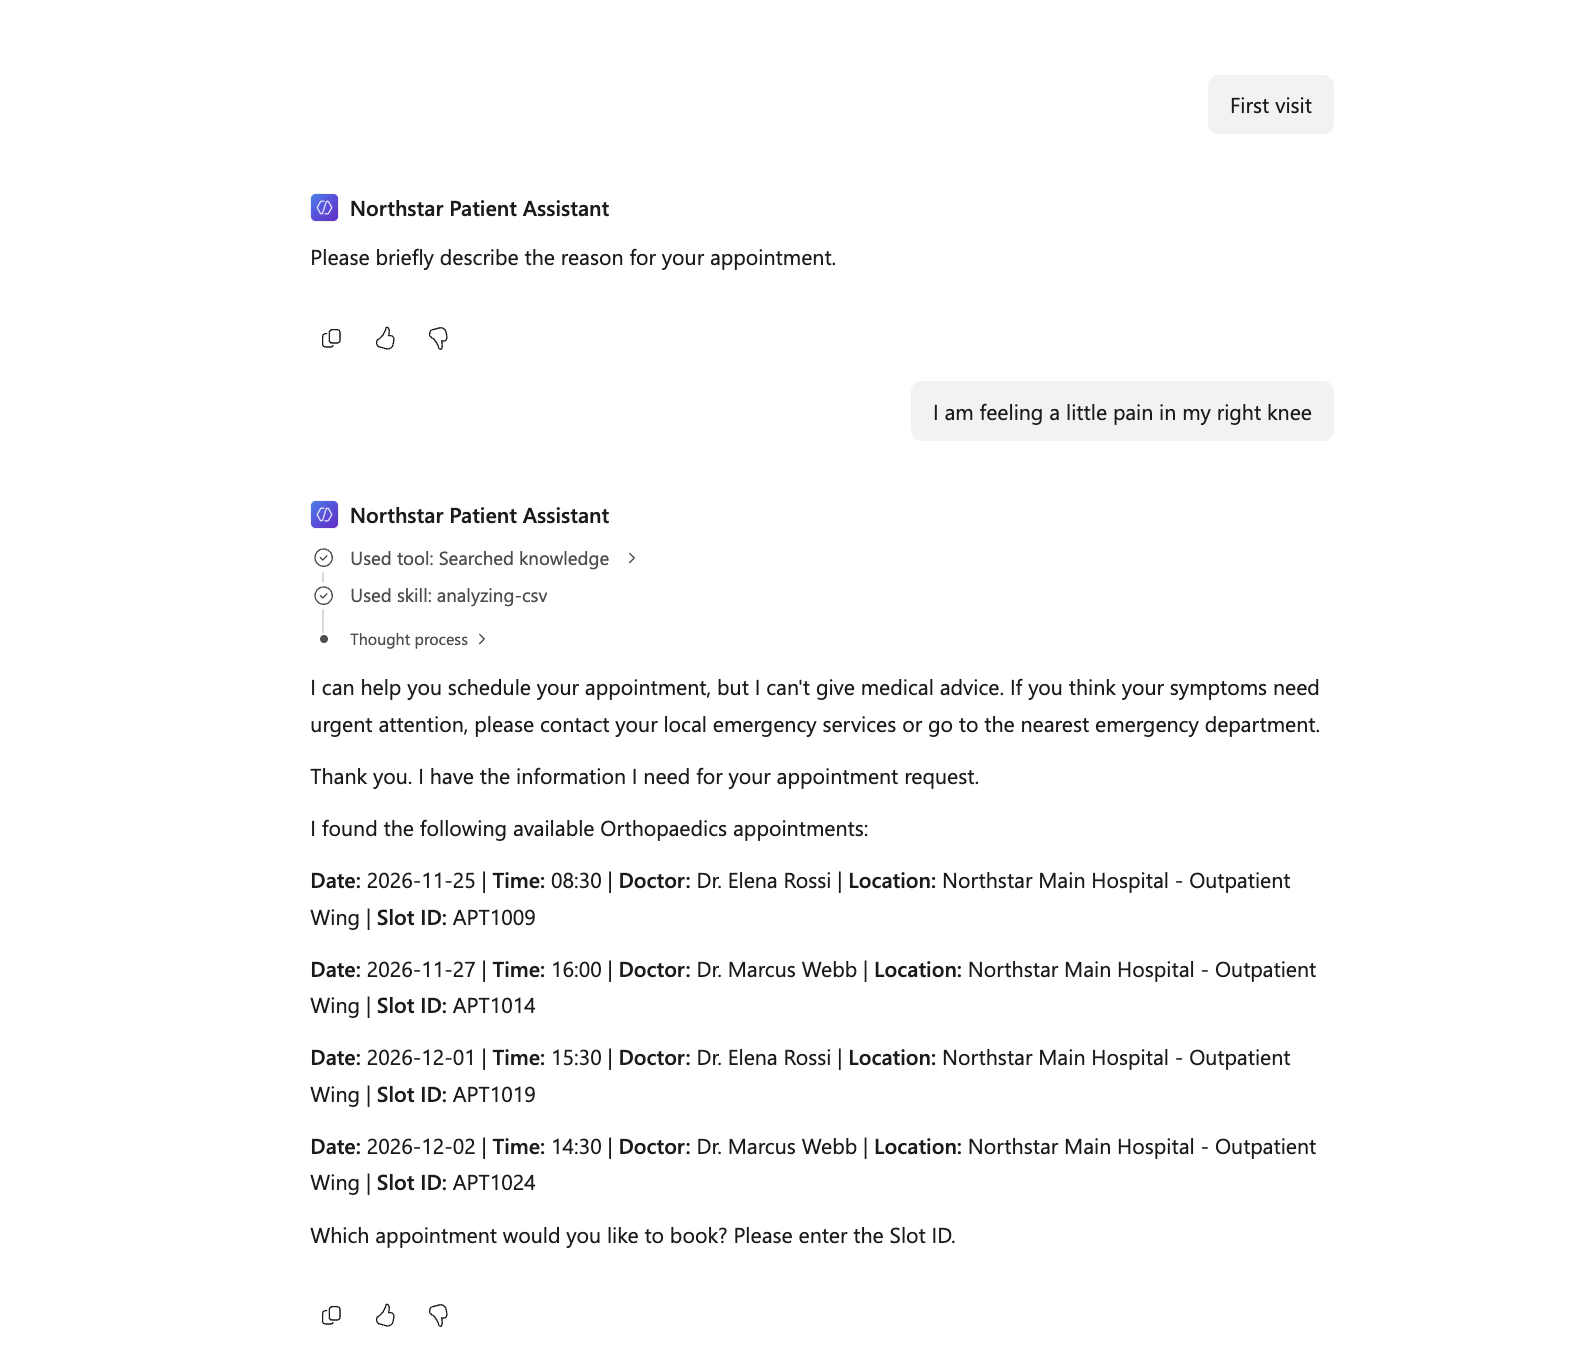 First visit
Northstar Patient Assistant
Please briefly describe the reason for your appointment.
I am feeling a little pain in my right knee
Northstar Patient Assistant
Used tool: Searched knowledge
Used skill: analyzing-csv
Thought process
I can help you schedule your appointment, but I can't give medical advice. If you think your symptoms need
urgent attention, please contact your local emergency services or go to the nearest emergency department.
Thank you. I have the information I need for your appointment request.
I found the following available Orthopaedics appointments:
Date: 2026-11-25 | Time: 08:30 | Doctor: Dr. Elena Rossi | Location: Northstar Main Hospital - Outpatient
Wing | Slot ID: APT1009
Date: 2026-11-27 | Time: 16:00 | Doctor: Dr. Marcus Webb | Location: Northstar Main Hospital - Outpatient
Wing | Slot ID: APT1014
Date: 2026-12-01 | Time: 15:30 | Doctor: Dr. Elena Rossi | Location: Northstar Main Hospital - Outpatient
Wing | Slot ID: APT1019
Date: 2026-12-02 | Time: 14:30 | Doctor: Dr. Marcus Webb | Location: Northstar Main Hospital - Outpatient
Wing | Slot ID: APT1024
Which appointment would you like to book? Please enter the Slot ID.